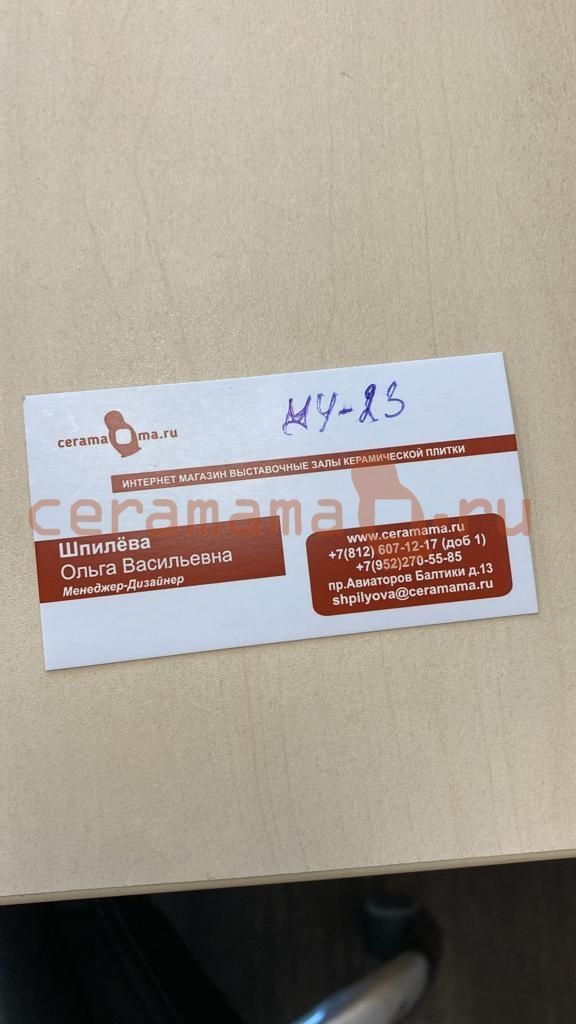 cerama ma.ru
ИНТЕРНЕТ МАГАЗИН ВЫСТАВОЧНЫЕ ЗАЛЫ КЕРАМИЧЕСКОЙ ПЛИТКИ
ceramama.ru
Шпилёва
Ольга Васильевна
Менеджер-Дизайнер
www.ceramama.ru
+7(812) 607-12-17 (доб 1)
+7(952)270-55-85
пр.Авиаторов Балтики д.13
shpilyova@ceramama.ru